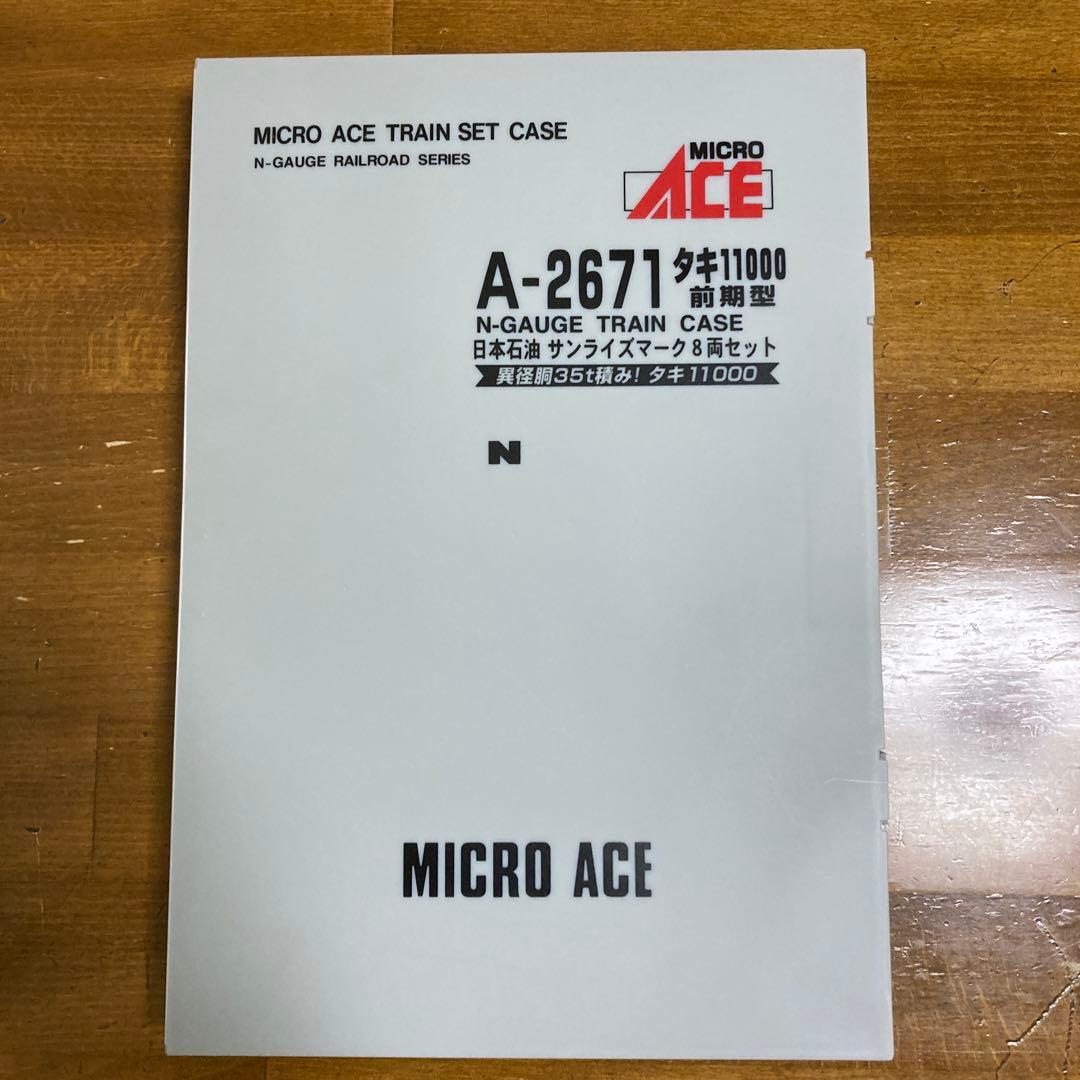 MICRO ACE TRAIN SET CASE
N-GAUGE RAILROAD SERIES
MICRO
ACE
A-2671 タキ11000
前期型
N-GAUGE TRAIN CASE
日本石油 サンライズマーク8両セット
異径胴35t積み! タキ11000
N
MICRO ACE